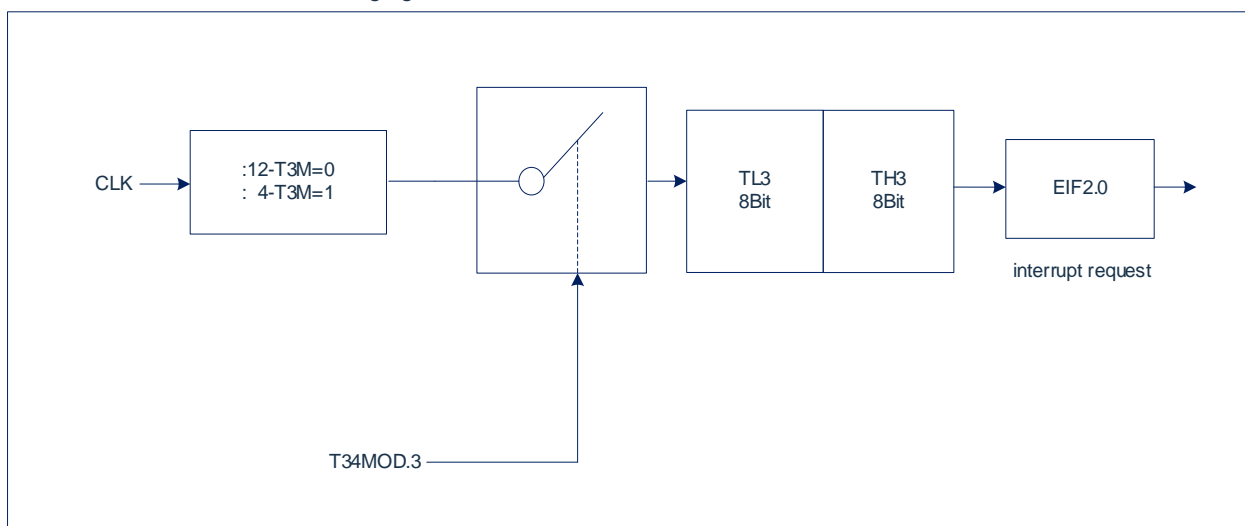 CLK
:12-T3M=0
: 4-T3M=1
TL3
8Bit
TH3
8Bit
EIF2.0
interrupt request
T34MOD.3